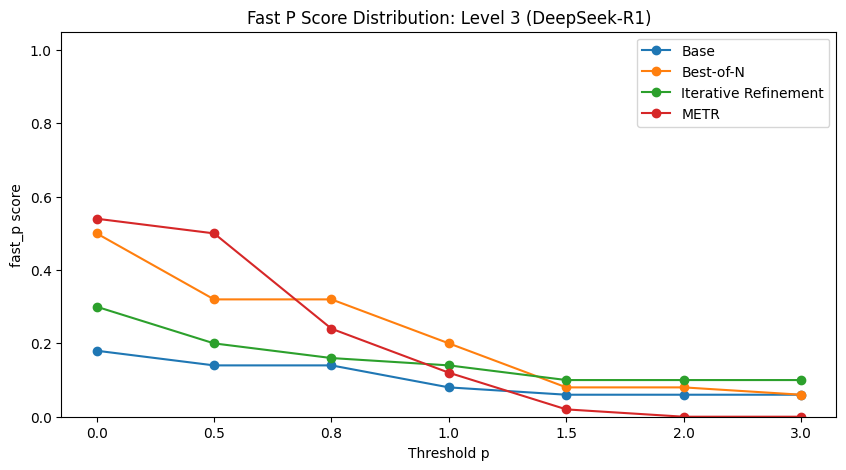 Fast P Score Distribution: Level 3 (DeepSeek-R1)
Base
Best-of-N
Iterative Refinement
METR
fast_p score
1.0
0.8
0.6
0.4
0.2
0.0
0.0 0.5 0.8 1.0 1.5 2.0 3.0
Threshold p